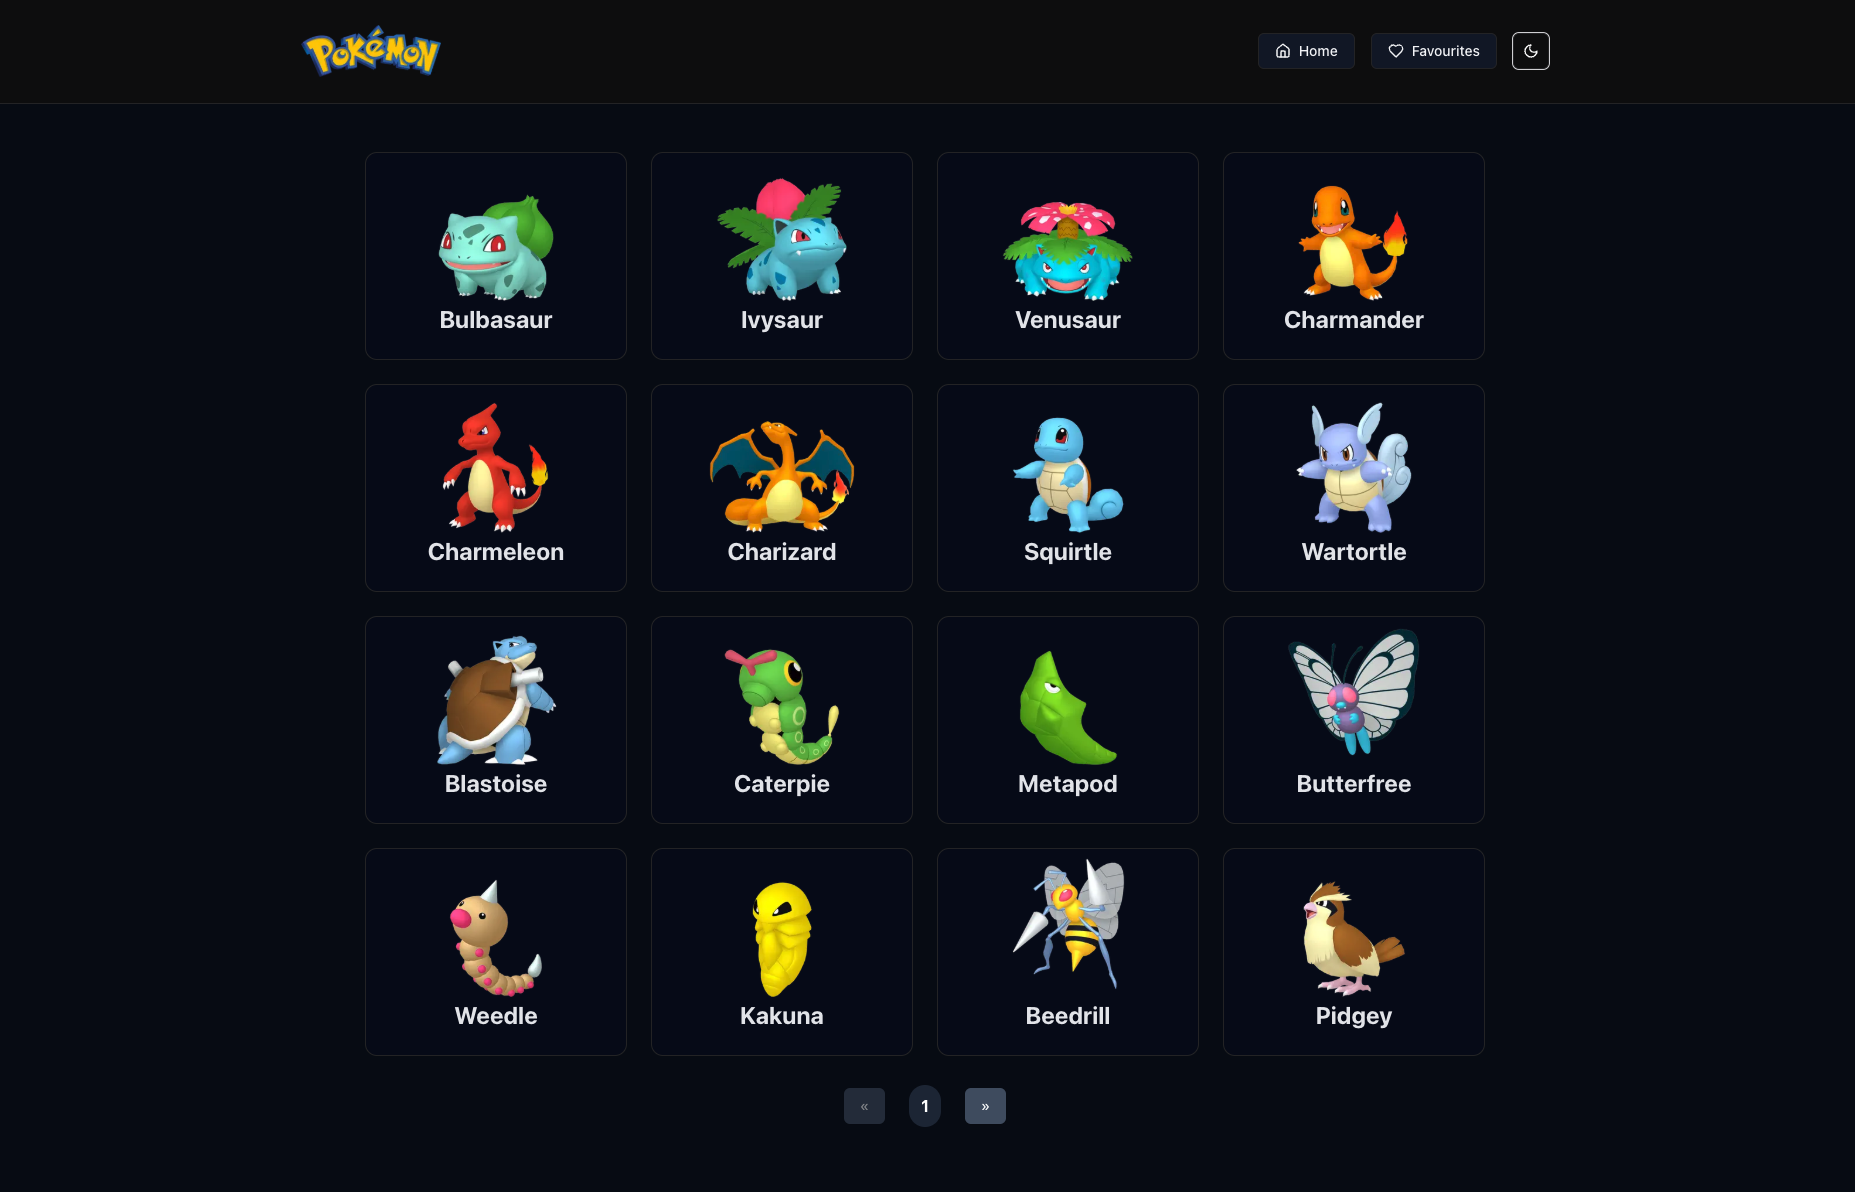 POKÉMON
Home
Favourites
Bulbasaur
Ivysaur
Venusaur
Charmander
Charmeleon
Charizard
Squirtle
Wartortle
Blastoise
Caterpie
Metapod
Butterfree
Weedle
Kakuna
Beedrill
Pidgey
« 1 »